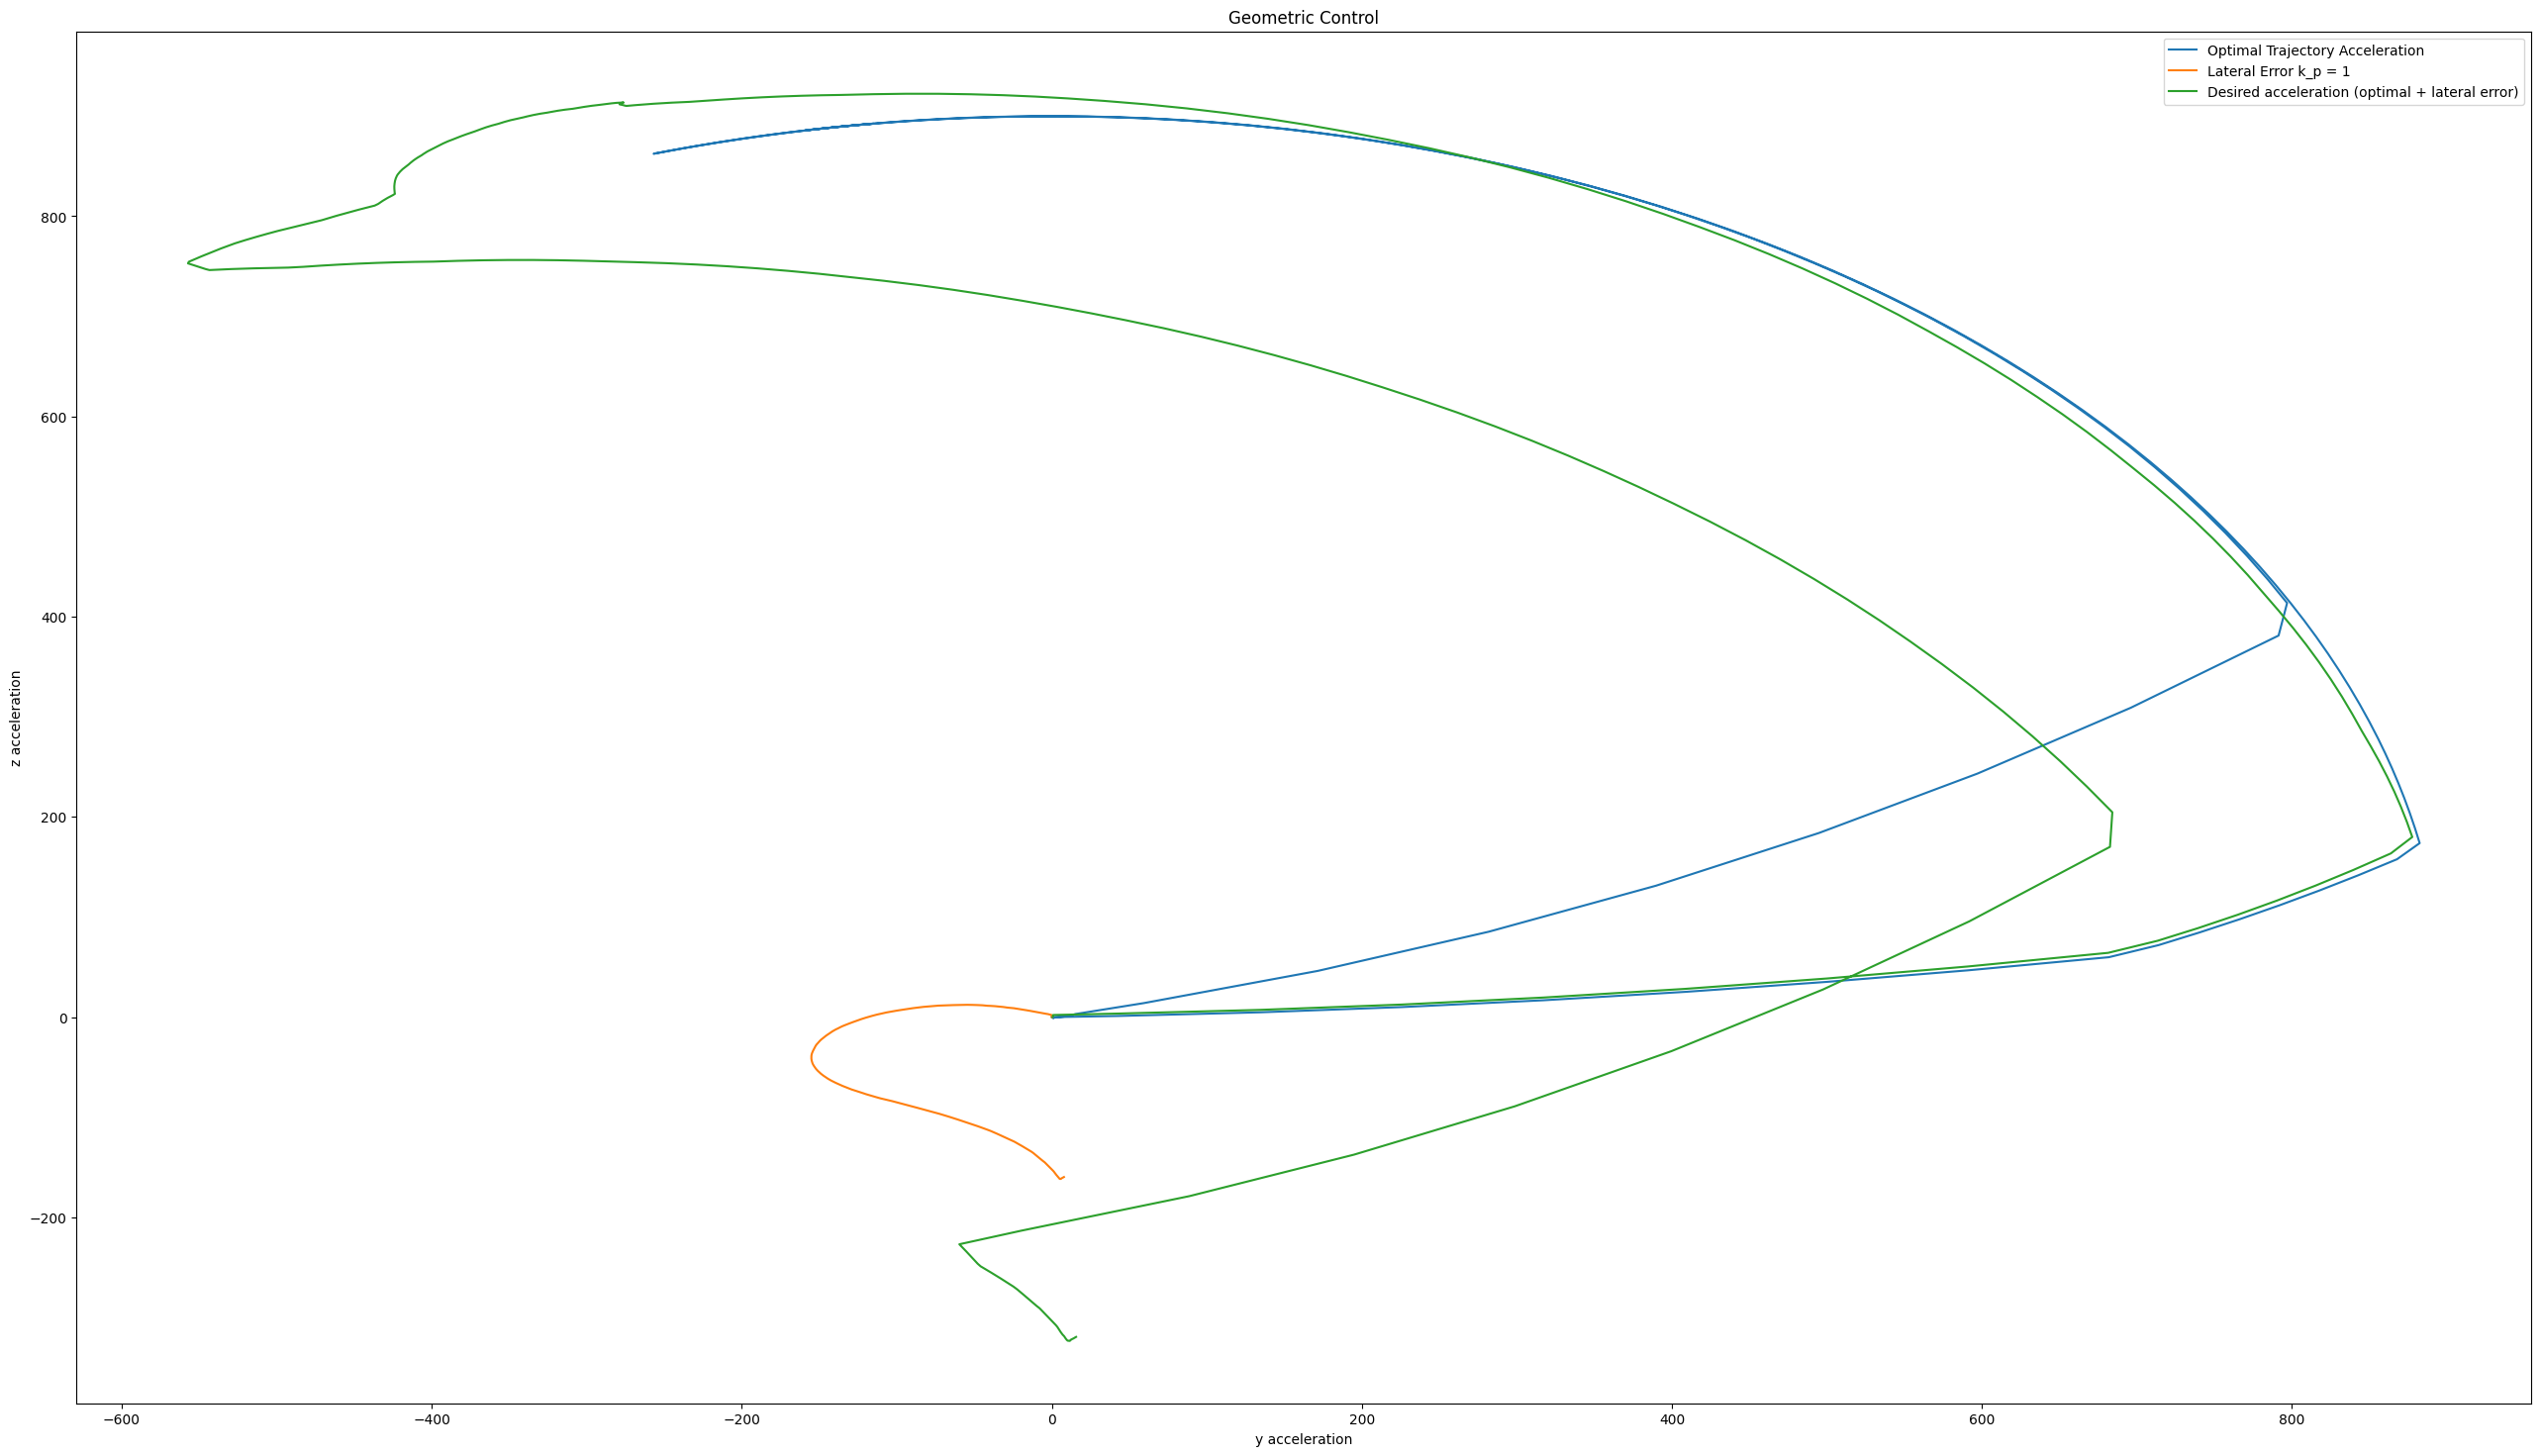 Geometric Control
Optimal Trajectory Acceleration
Lateral Error k_p = 1
Desired acceleration (optimal + lateral error)
z acceleration
800
600
400
200
0
−200
−600
−400
−200
0
200
400
600
800
y acceleration